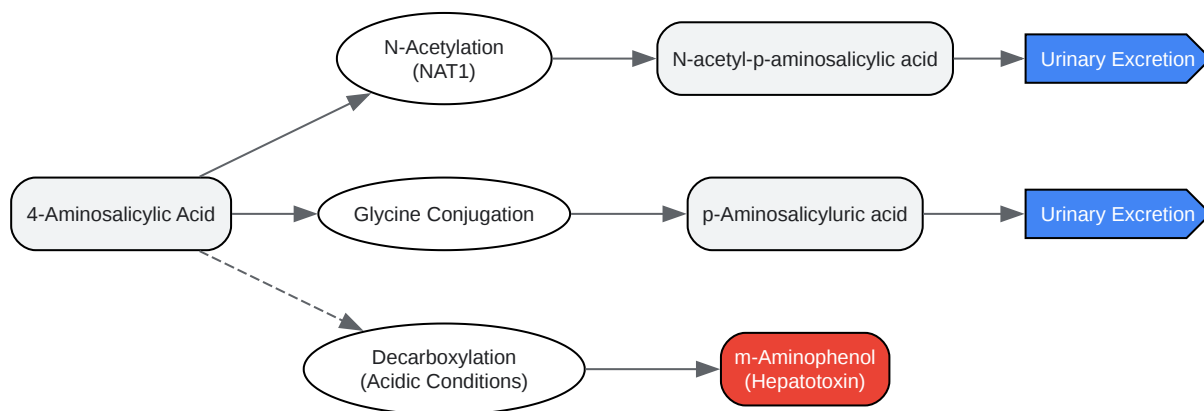 N-Acetylation
(NAT1)
N-acetyl-p-aminosalicylic acid
Urinary Excretion
4-Aminosalicylic Acid
Glycine Conjugation
p-Aminosalicyluric acid
Urinary Excretion
Decarboxylation
(Acidic Conditions)
m-Aminophenol
(Hepatotoxin)